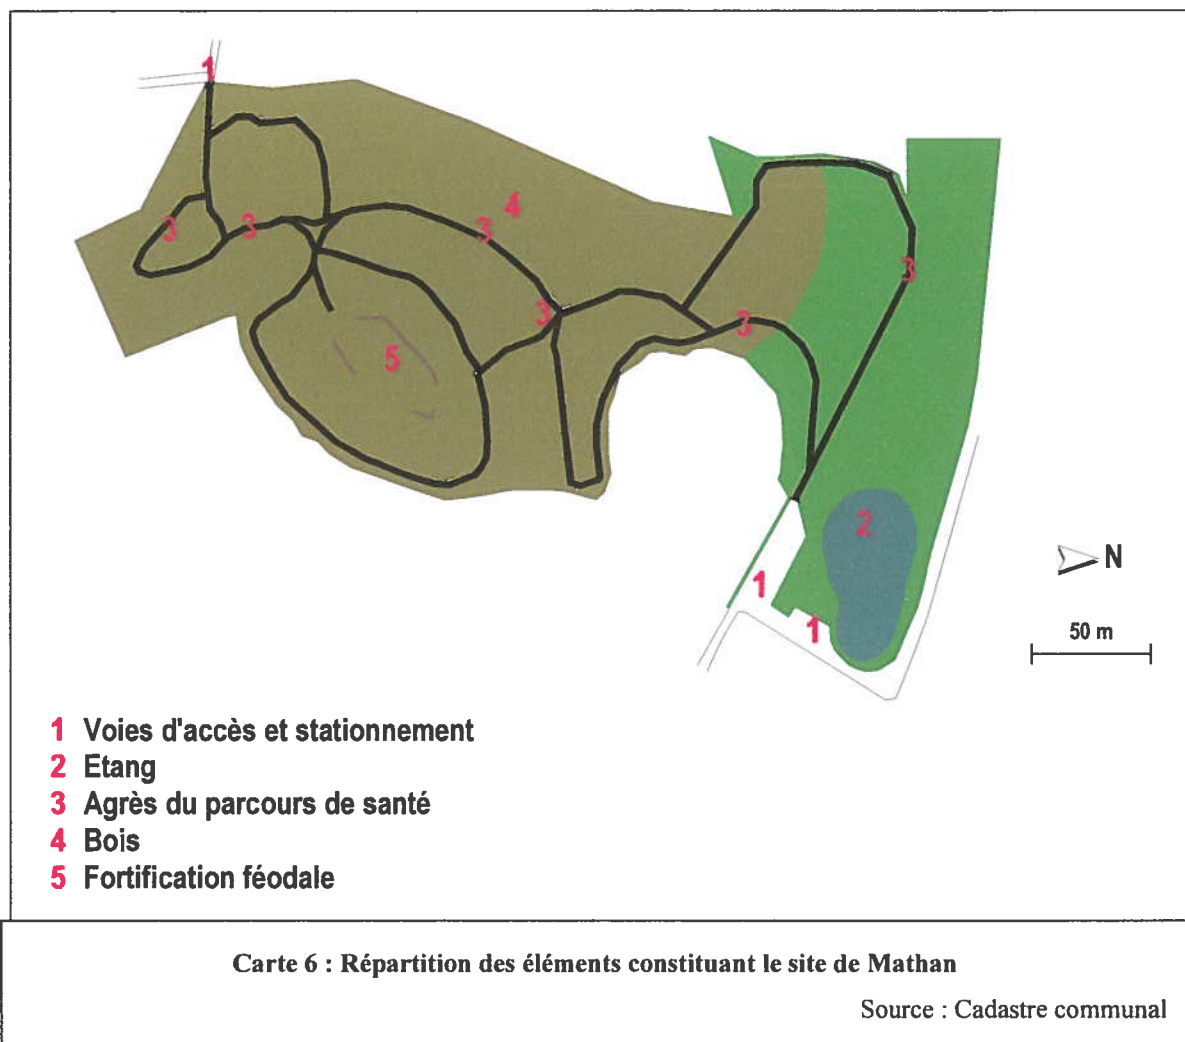 1
4
3
3
3
3
3
3
5
2
N
1
50 m
1
1 Voies d'accès et stationnement
2 Etang
3 Agrès du parcours de santé
4 Bois
5 Fortification féodale
Carte 6 : Répartition des éléments constituant le site de Mathan
Source : Cadastre communal